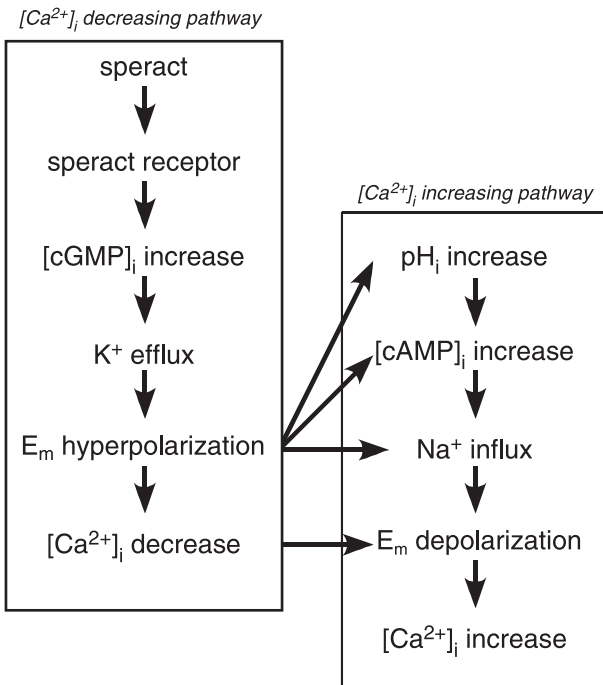 [Ca²⁺]ᵢ decreasing pathway
speract
speract receptor
[cGMP]ᵢ increase
K⁺ efflux
Eₘ hyperpolarization
[Ca²⁺]ᵢ decrease
[Ca²⁺]ᵢ increasing pathway
pHᵢ increase
[cAMP]ᵢ increase
Na⁺ influx
Eₘ depolarization
[Ca²⁺]ᵢ increase